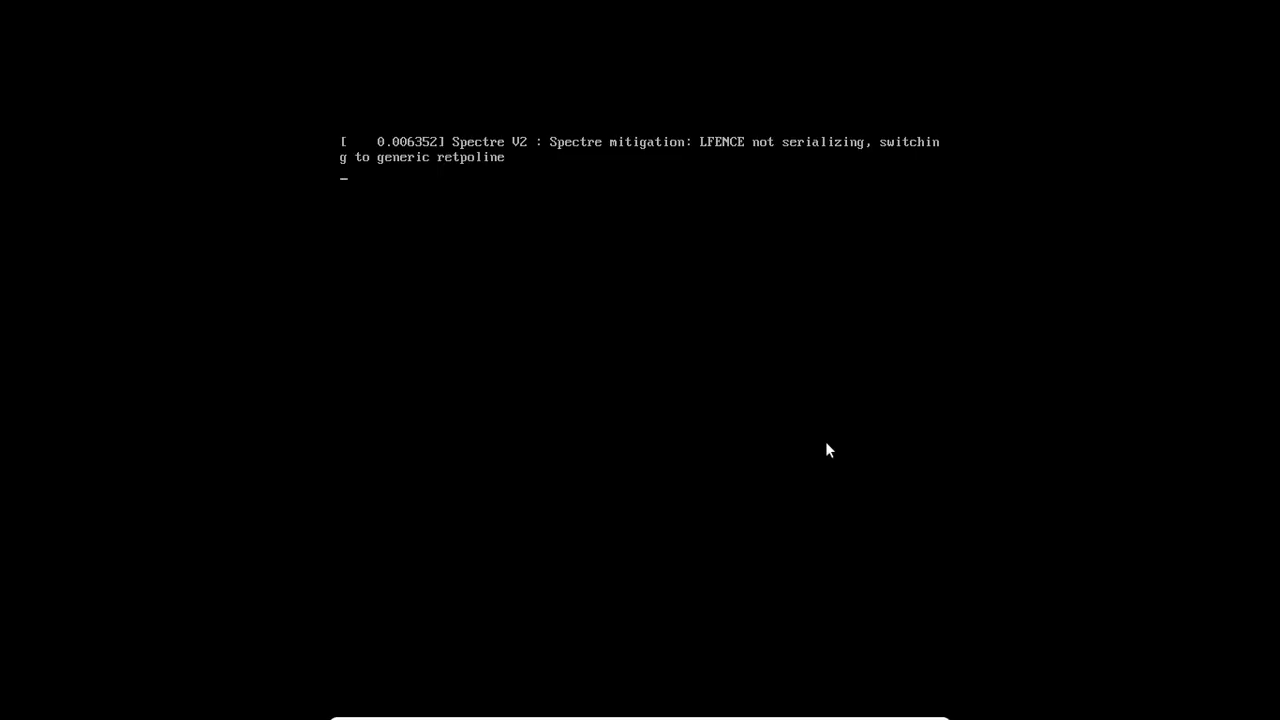 [    0.006352] Spectre V2 : Spectre mitigation: LFENCE not serializing, switchin
g to generic retpoline
_